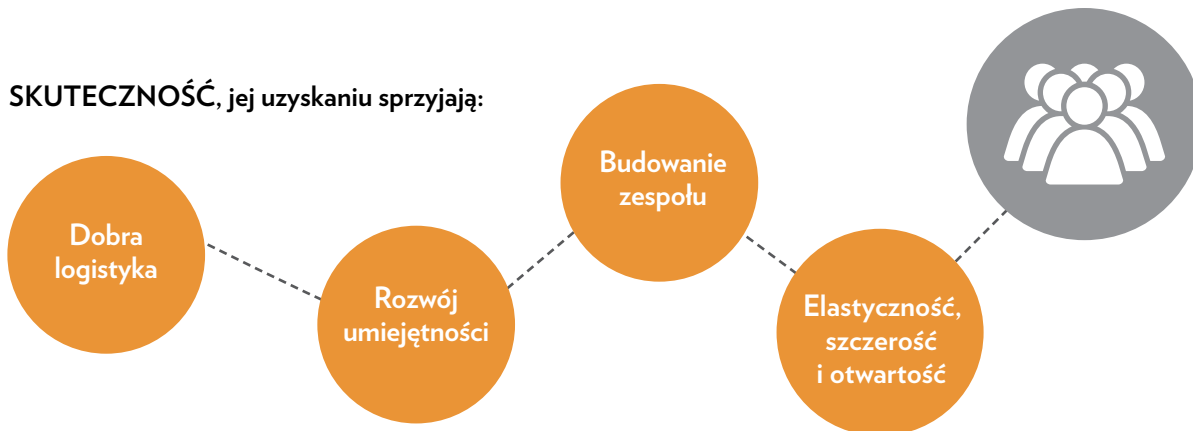 SKUTECZNOŚĆ, jej uzyskaniu sprzyjają:
Dobra
logistyka
Rozwój
umiejętności
Budowanie
zespołu
Elastyczność,
szczerość
i otwartość